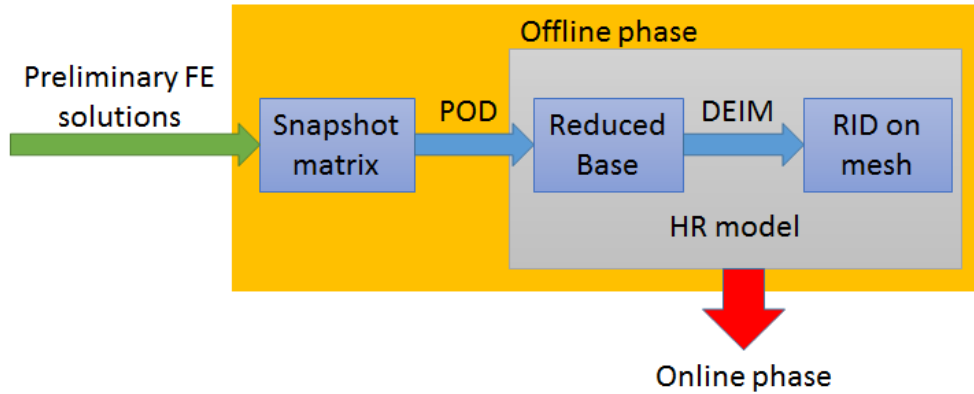 Offline phase
Preliminary FE
solutions
Snapshot
matrix
POD
Reduced
Base
DEIM
RID on
mesh
HR model
Online phase